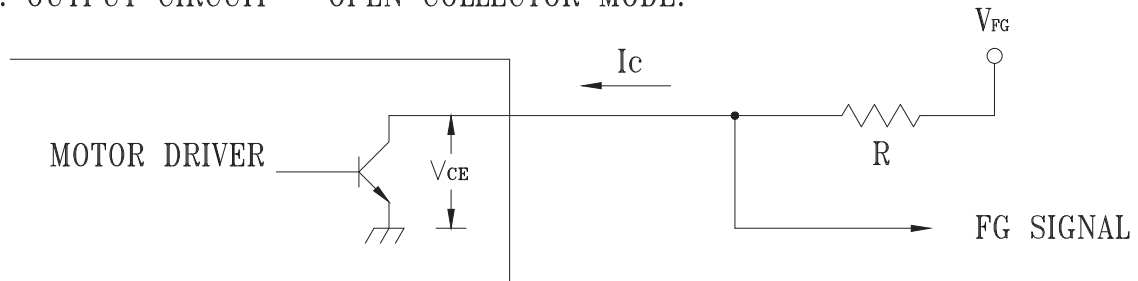 OUTPUT CIRCUIT - OPEN COLLECTOR MODE:
VFG
Ic
MOTOR DRIVER
VCE
R
FG SIGNAL